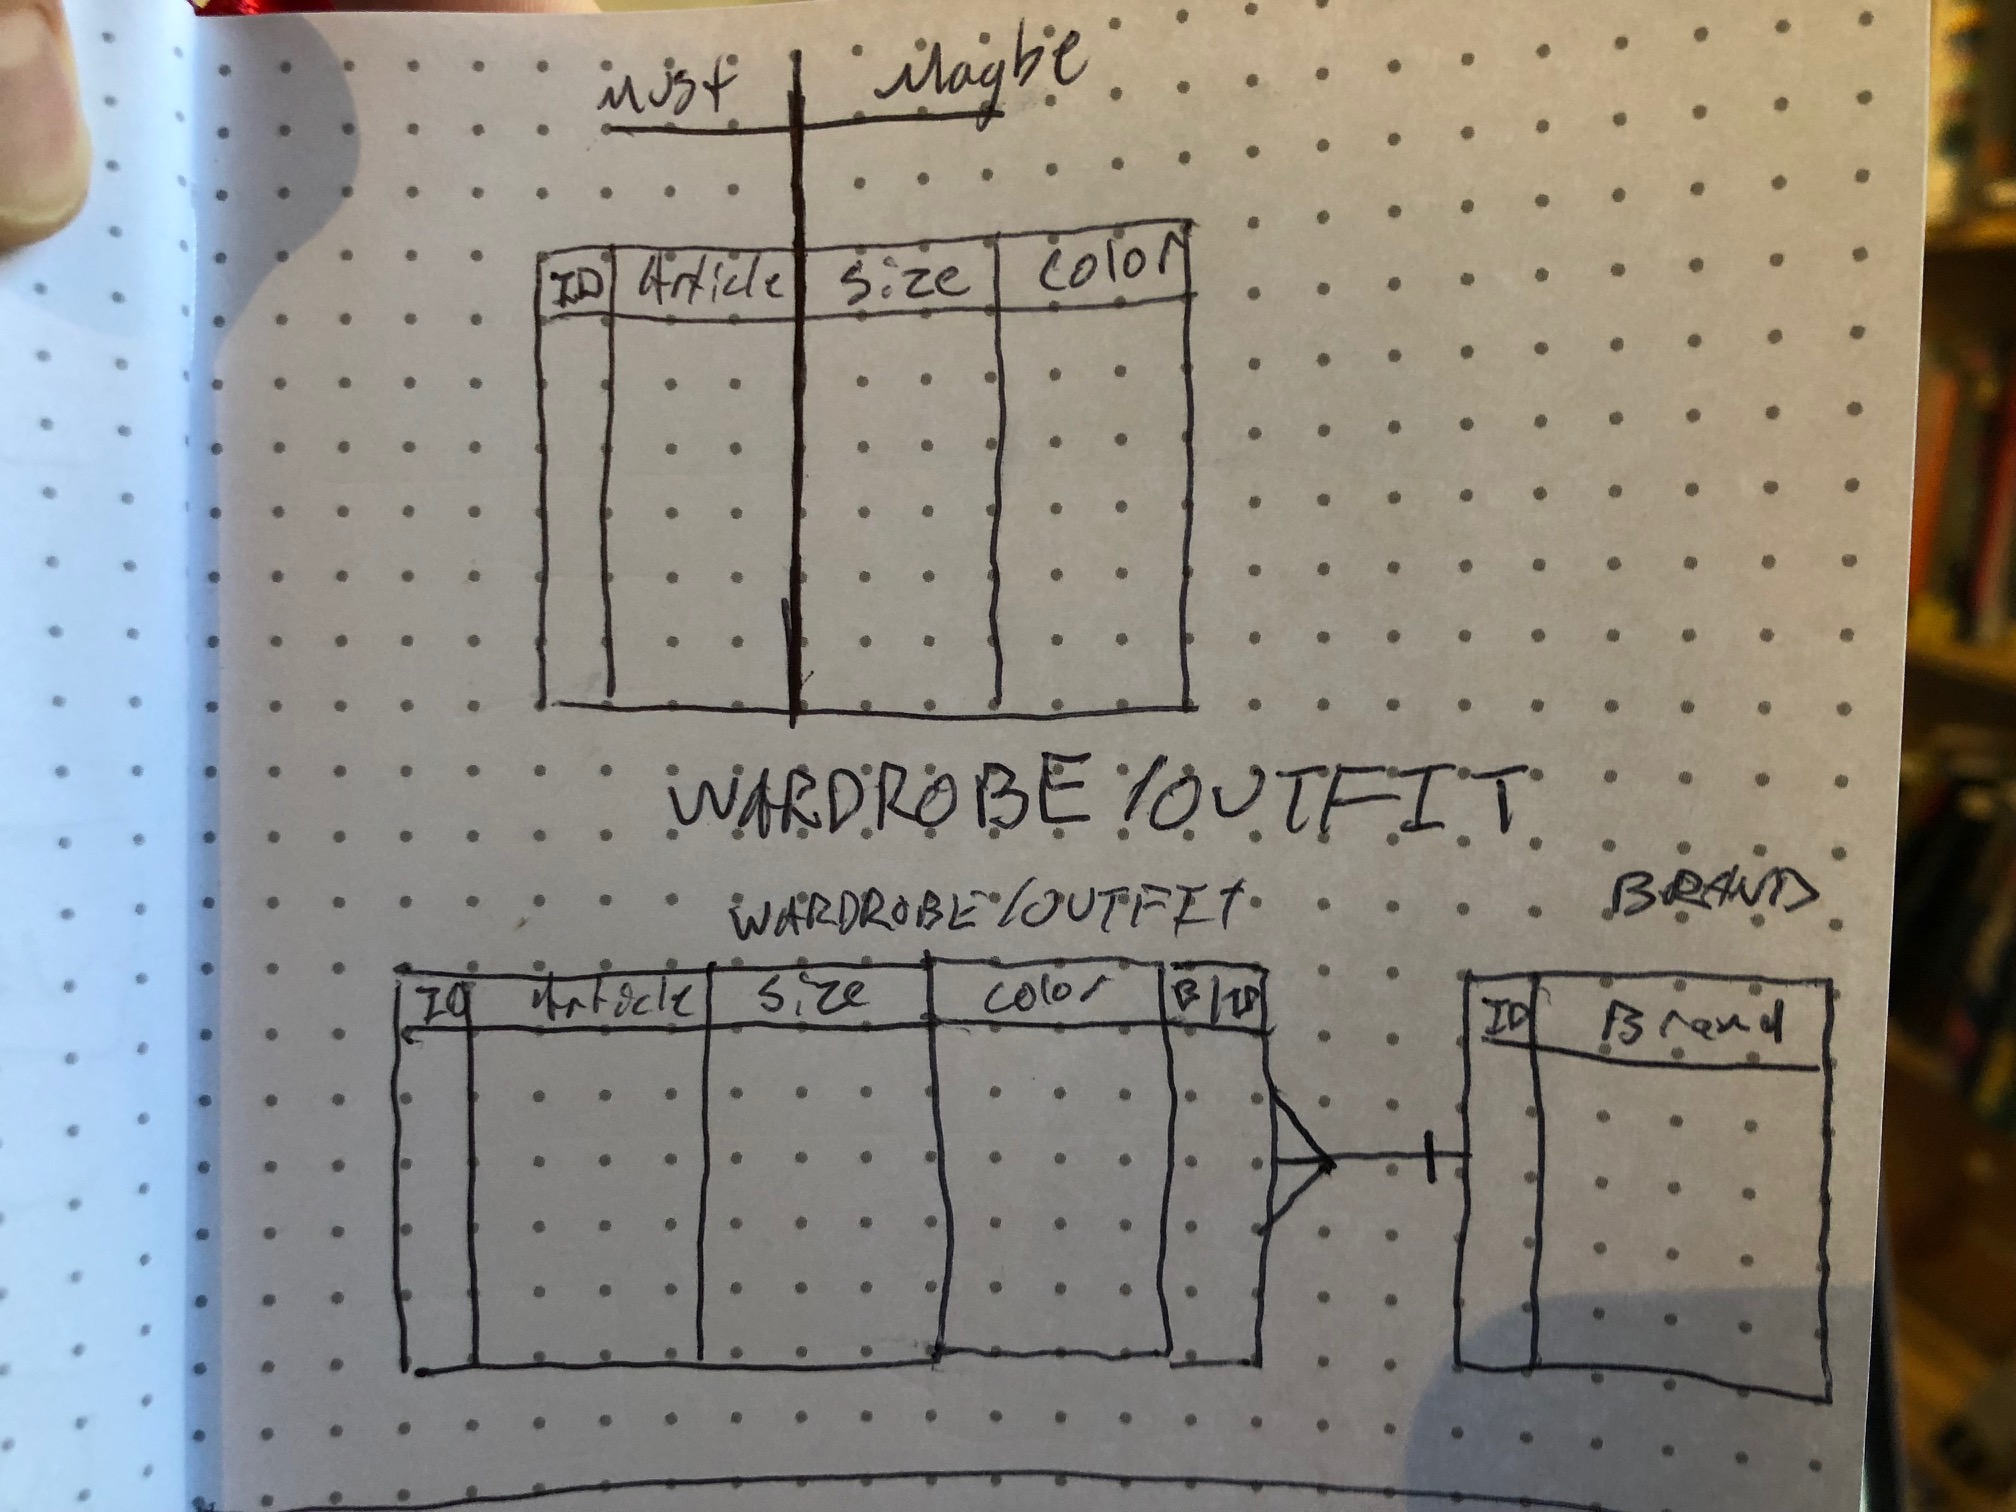 Must Maybe
ID Article Size Color
WARDROBE/OUTFIT
WARDROBE/OUTFIT BRAND
ID Article Size Color B/ID ID Brand